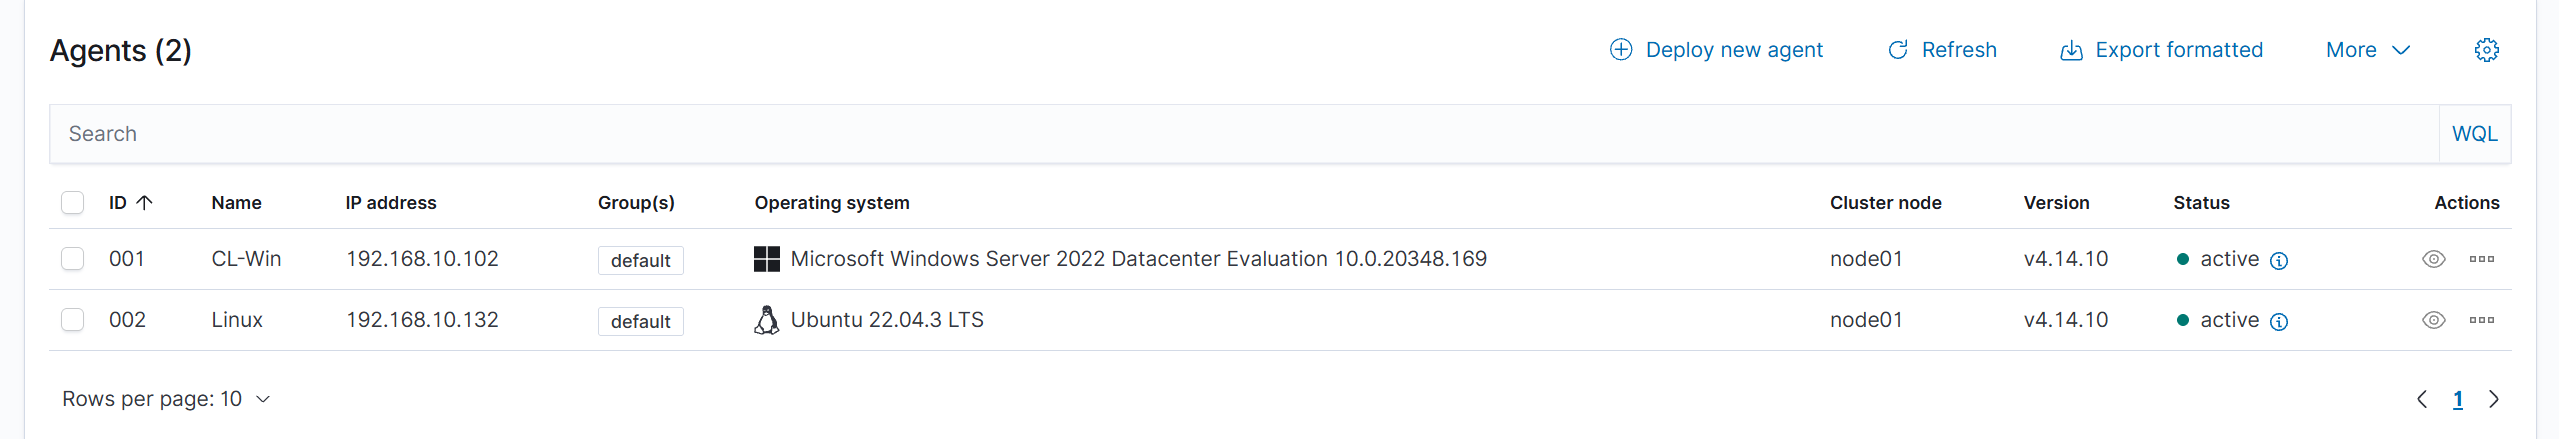 Agents (2) Deploy new agent Refresh Export formatted More
Search WQL
ID Name IP address Group(s) Operating system Cluster node Version Status Actions
001 CL-Win 192.168.10.102 default Microsoft Windows Server 2022 Datacenter Evaluation 10.0.20348.169 node01 v4.14.10 active
002 Linux 192.168.10.132 default Ubuntu 22.04.3 LTS node01 v4.14.10 active
Rows per page: 10 1